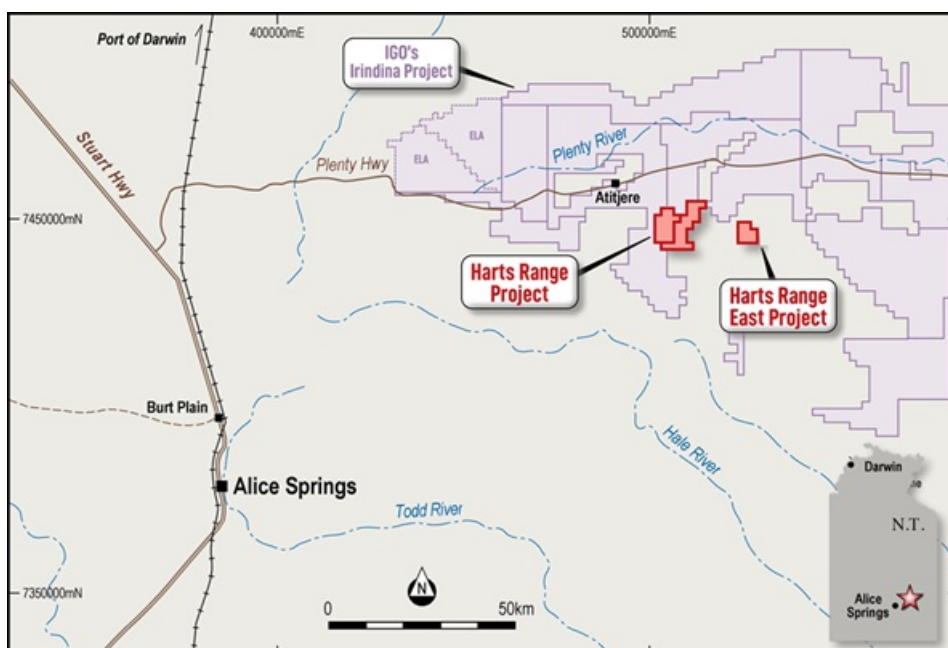 400000mE
500000mE
Port of Darwin
IGO's
Irindina Project
ELA
ELA
Stuart Hwy
Plenty Hwy
Plenty River
Atitjere
7450000mN
Harts Range
Project
Harts Range
East Project
Burt Plain
Hale River
Alice Springs
Todd River
Darwin
N.T.
N
7350000mN
0
50km
Alice
Springs